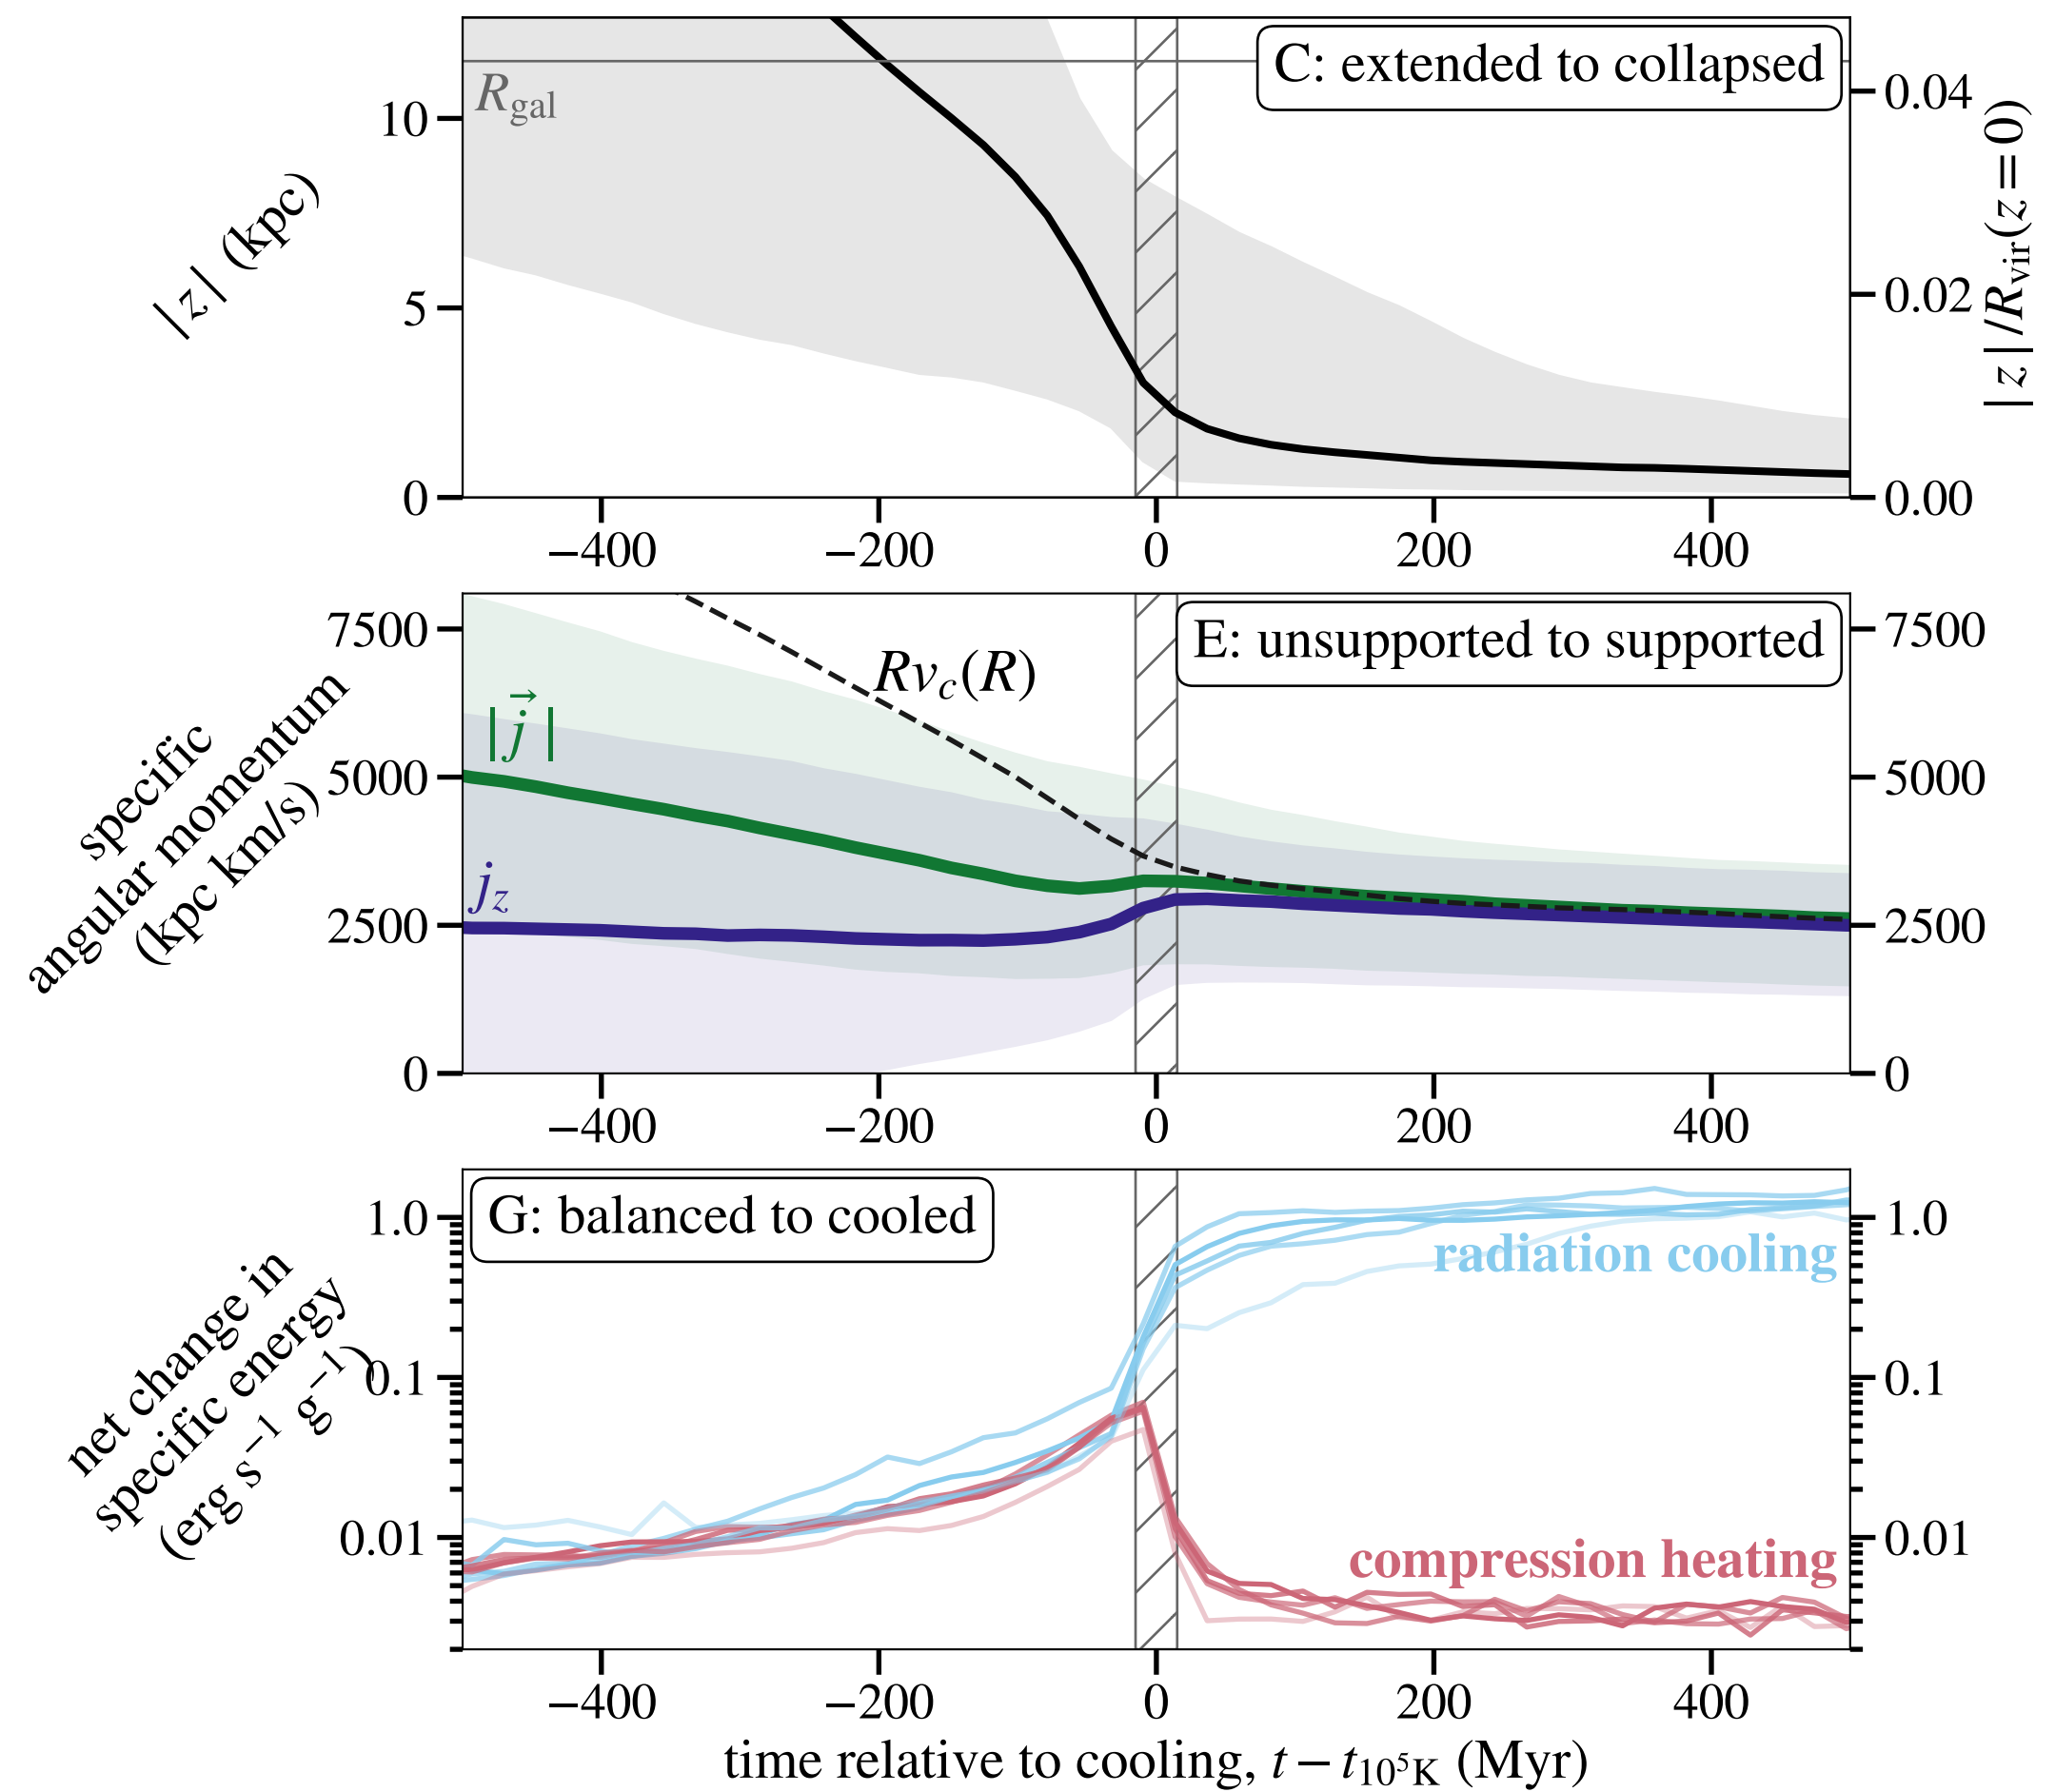 C: extended to collapsed
R_gal
10
5
0
|z| (kpc)
0.04
0.02
0.00
|z|/R_vir(z=0)
−400 −200 0 200 400
E: unsupported to supported
Rv_c(R)
|j⃗|
j_z
7500
5000
2500
0
specific
angular momentum
(kpc km/s)
7500
5000
2500
0
−400 −200 0 200 400
G: balanced to cooled
radiation cooling
compression heating
1.0
0.1
0.01
net change in
specific energy
(erg s⁻¹ g⁻¹)
1.0
0.1
0.01
−400 −200 0 200 400
time relative to cooling, t − t_10⁵K (Myr)